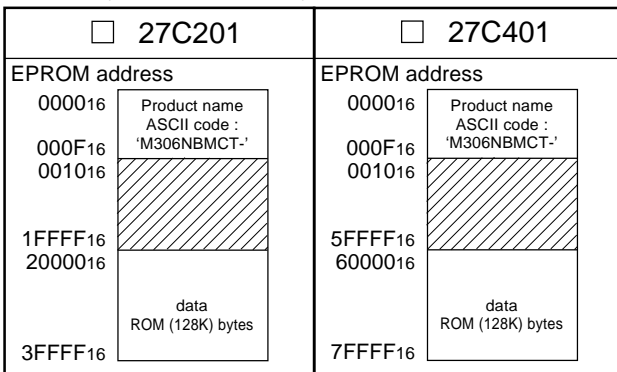 □ 27C201
EPROM address
000016
Product name
ASCII code :
'M306NBMCT-'
000F16
001016
1FFFF16
2000016
data
ROM (128K) bytes
3FFFF16
□ 27C401
EPROM address
000016
Product name
ASCII code :
'M306NBMCT-'
000F16
001016
5FFFF16
6000016
data
ROM (128K) bytes
7FFFF16